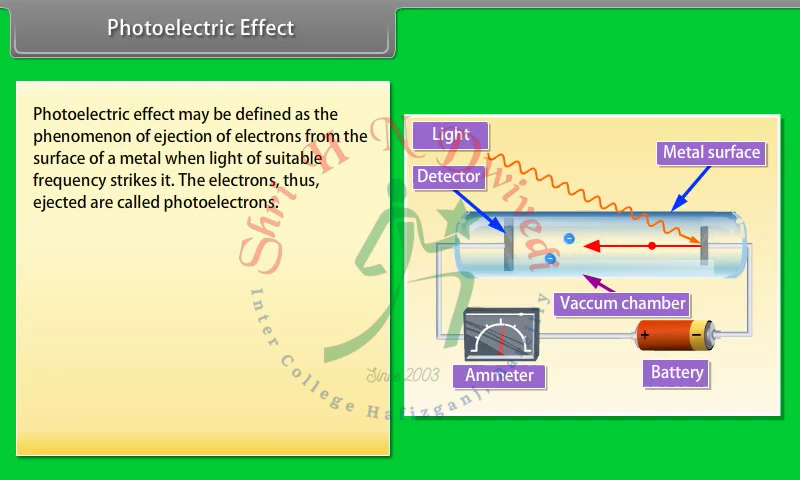 Photoelectric Effect
Photoelectric effect may be defined as the
phenomenon of ejection of electrons from the
surface of a metal when light of suitable
frequency strikes it. The electrons, thus,
ejected are called photoelectrons.
Light
Metal surface
Detector
Vaccum chamber
+ −
Ammeter
Battery
Shri H N Dwivedi
Inter College Hafizganj,
Since 2003